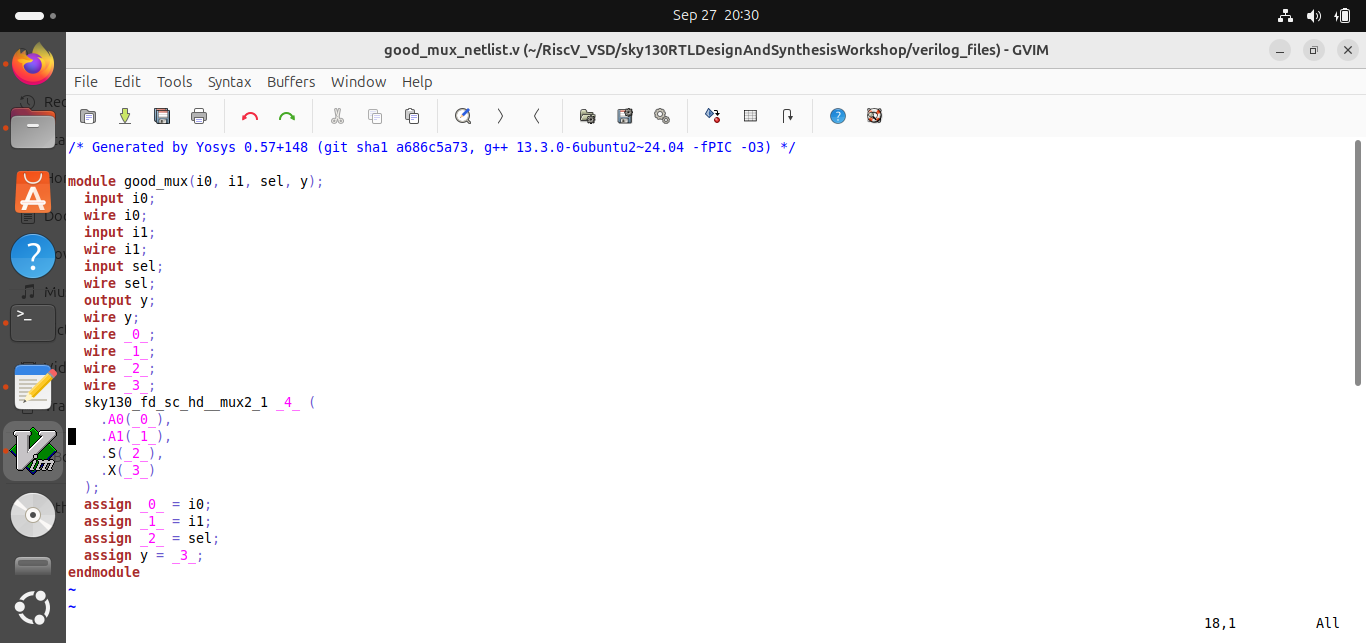 Sep 27 20:30
good_mux_netlist.v (~/RiscV_VSD/sky130RTLDesignAndSynthesisWorkshop/verilog_files) - GVIM
File Edit Tools Syntax Buffers Window Help
/* Generated by Yosys 0.57+148 (git sha1 a686c5a73, g++ 13.3.0-6ubuntu2~24.04 -fPIC -O3) */
module good_mux(i0, i1, sel, y);
  input i0;
  wire i0;
  input i1;
  wire i1;
  input sel;
  wire sel;
  output y;
  wire y;
  wire _0_;
  wire _1_;
  wire _2_;
  wire _3_;
  sky130_fd_sc_hd__mux2_1 _4_ (
    .A0(_0_),
    .A1(_1_),
    .S(_2_),
    .X(_3_)
  );
  assign _0_ = i0;
  assign _1_ = i1;
  assign _2_ = sel;
  assign y = _3_;
endmodule
~
~
18,1 All